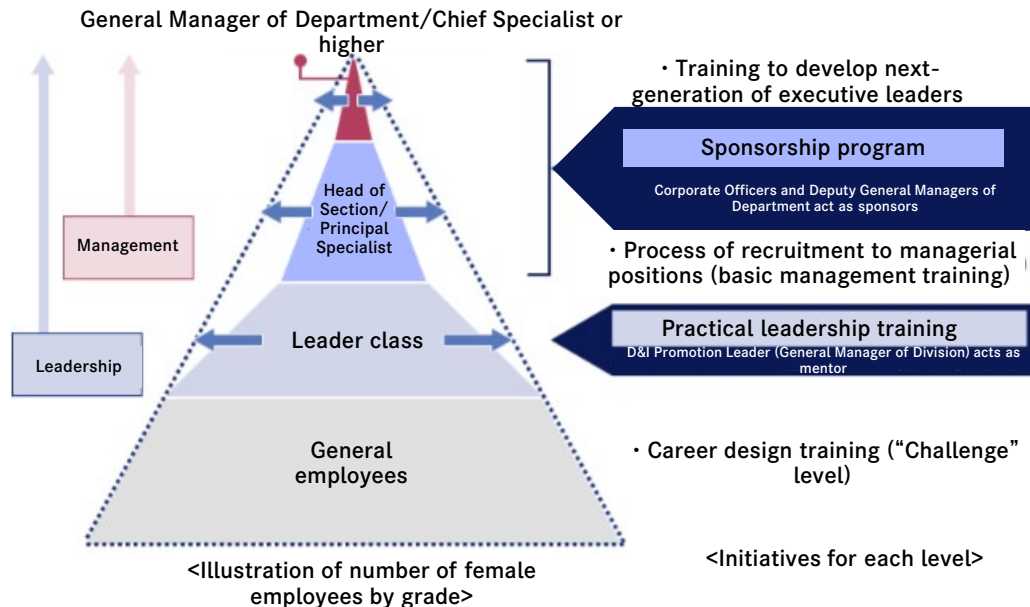 General Manager of Department/Chief Specialist or
higher
・Training to develop next-
generation of executive leaders
Sponsorship program
Corporate Officers and Deputy General Managers of
Department act as sponsors
Head of
Section/
Principal
Specialist
Management
・Process of recruitment to managerial
positions (basic management training)
Leader class
Practical leadership training
D&I Promotion Leader (General Manager of Division) acts as
mentor
Leadership
General
employees
・Career design training (“Challenge”
level)
<Illustration of number of female
employees by grade>
<Initiatives for each level>